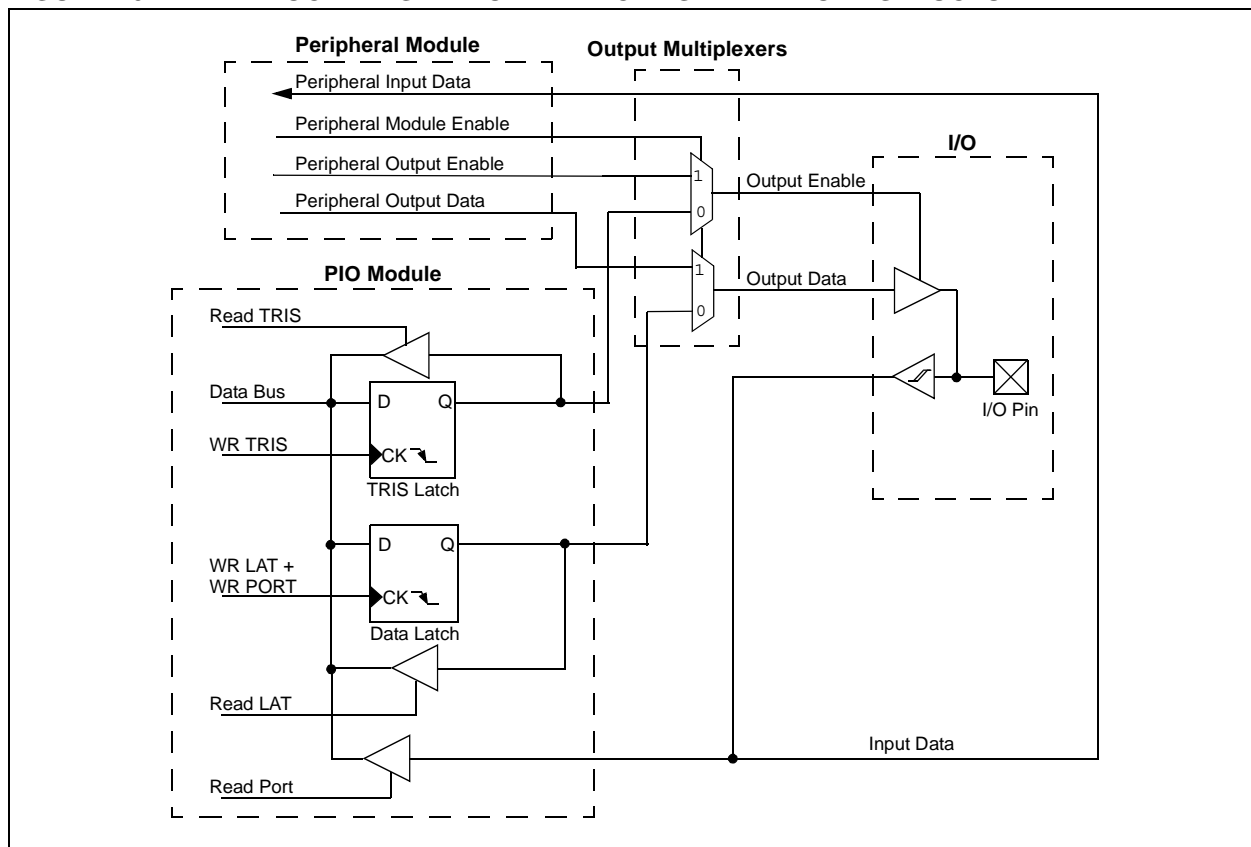 Peripheral Module
Output Multiplexers
Peripheral Input Data
Peripheral Module Enable
I/O
Peripheral Output Enable
1
Output Enable
Peripheral Output Data
0
PIO Module
1
Output Data
0
Read TRIS
Data Bus
D
Q
I/O Pin
WR TRIS
CK
TRIS Latch
D
Q
WR LAT +
WR PORT
CK
Data Latch
Read LAT
Input Data
Read Port